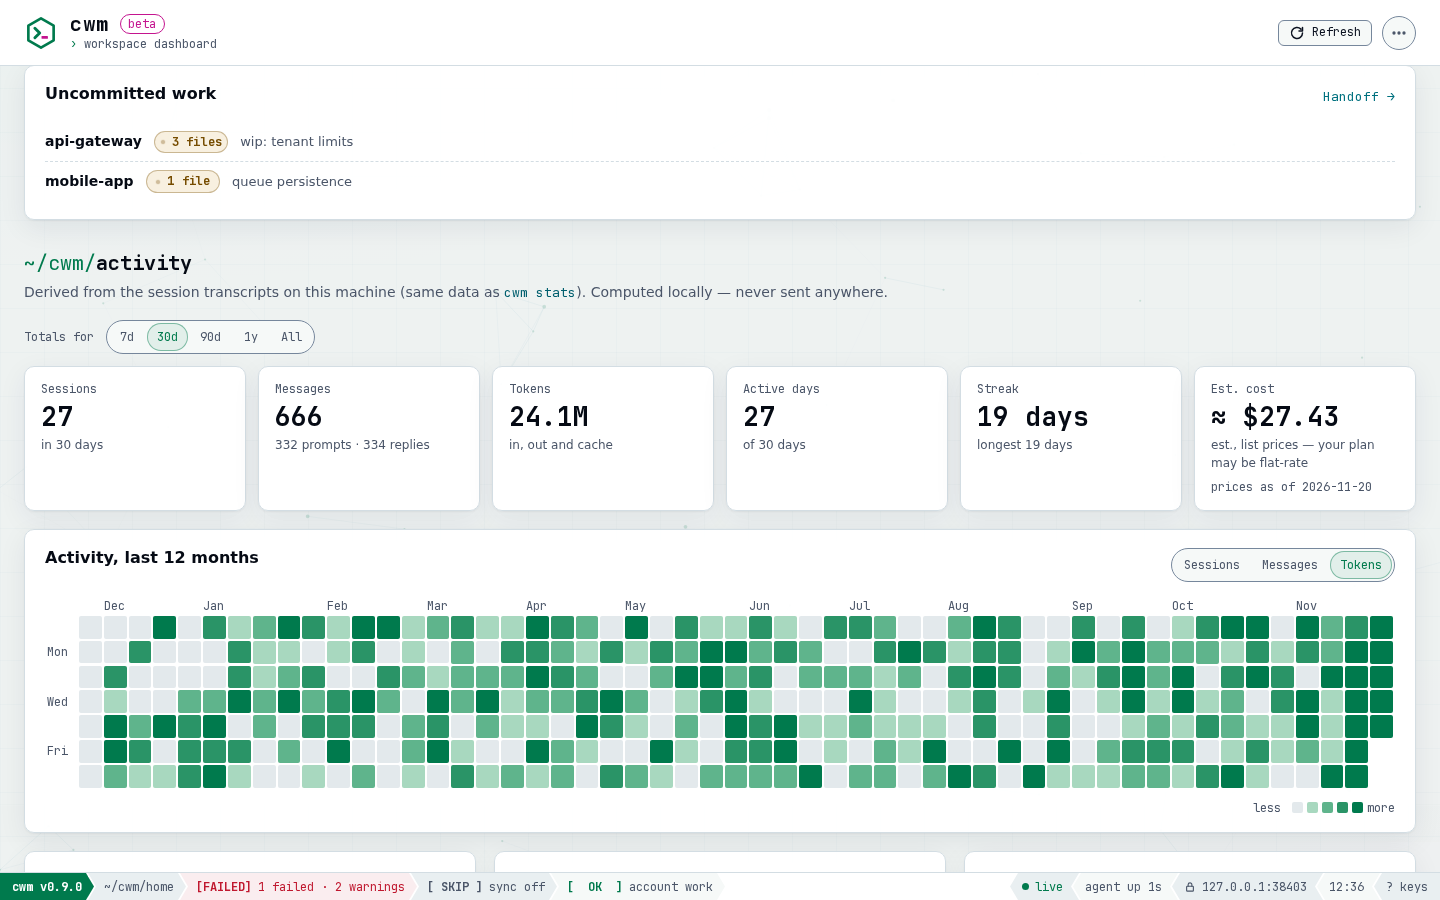 cwm beta
› workspace dashboard
Refresh
Uncommitted work
Handoff →
api-gateway 3 files wip: tenant limits
mobile-app 1 file queue persistence
~/cwm/activity
Derived from the session transcripts on this machine (same data as cwm stats). Computed locally — never sent anywhere.
Totals for 7d 30d 90d 1y All
Sessions
27
in 30 days
Messages
666
332 prompts · 334 replies
Tokens
24.1M
in, out and cache
Active days
27
of 30 days
Streak
19 days
longest 19 days
Est. cost
≈ $27.43
est., list prices — your plan
may be flat-rate
prices as of 2026-11-20
Activity, last 12 months
Sessions Messages Tokens
Dec Jan Feb Mar Apr May Jun Jul Aug Sep Oct Nov
Mon
Wed
Fri
less more
cwm v0.9.0 ~/cwm/home [FAILED] 1 failed · 2 warnings [ SKIP ] sync off [ OK ] account work live agent up 1s 127.0.0.1:38403 12:36 ? keys